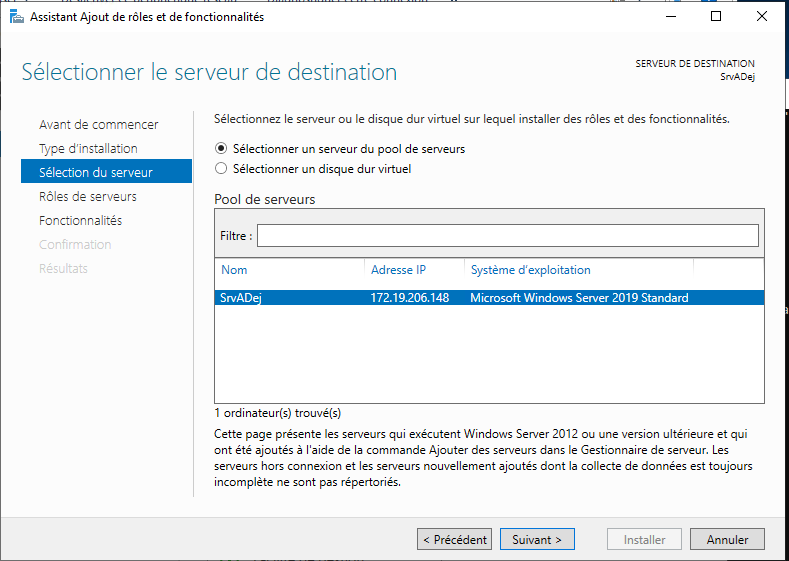 Assistant Ajout de rôles et de fonctionnalités
Sélectionner le serveur de destination
SERVEUR DE DESTINATION
SrvADej
Avant de commencer
Type d'installation
Sélection du serveur
Rôles de serveurs
Fonctionnalités
Confirmation
Résultats
Sélectionnez le serveur ou le disque dur virtuel sur lequel installer des rôles et des fonctionnalités.
Sélectionner un serveur du pool de serveurs
Sélectionner un disque dur virtuel
Pool de serveurs
Filtre :
Nom Adresse IP Système d'exploitation
SrvADej 172.19.206.148 Microsoft Windows Server 2019 Standard
1 ordinateur(s) trouvé(s)
Cette page présente les serveurs qui exécutent Windows Server 2012 ou une version ultérieure et qui
ont été ajoutés à l'aide de la commande Ajouter des serveurs dans le Gestionnaire de serveur. Les
serveurs hors connexion et les serveurs nouvellement ajoutés dont la collecte de données est toujours
incomplète ne sont pas répertoriés.
< Précédent Suivant > Installer Annuler